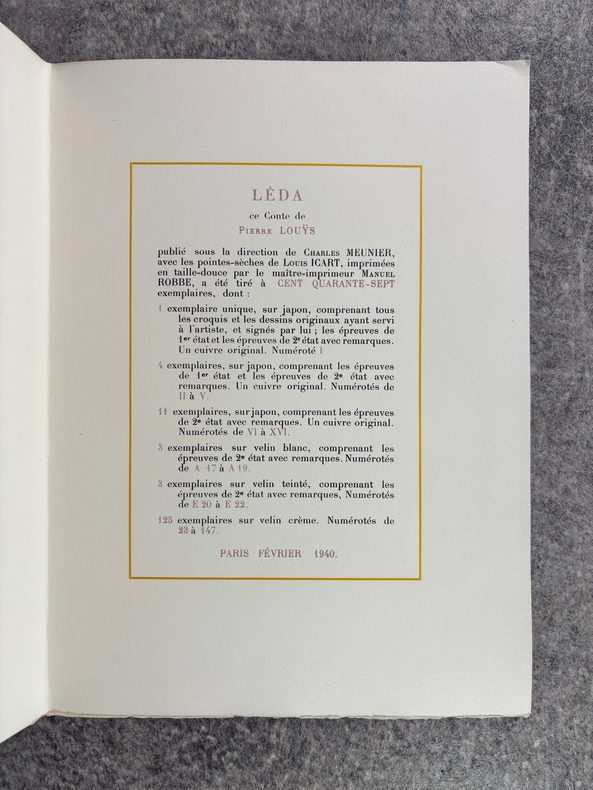 LÊDA
ce Conte de
PIERRE LOUŸS
publié sous la direction de CHARLES MEUNIER,
avec les pointes-sèches de LOUIS ICART, imprimées
en taille-douce par le maître-imprimeur MANUEL
ROBBE, a été tiré à CENT QUARANTE-SEPT
exemplaires, dont :
1 exemplaire unique, sur japon, comprenant tous
les croquis et les dessins originaux ayant servi
à l'artiste, et signés par lui ; les épreuves de
1er état et les épreuves de 2e état avec remarques.
Un cuivre original. Numéroté I
4 exemplaires, sur japon, comprenant les épreuves
de 1er état et les épreuves de 2e état avec
remarques. Un cuivre original. Numérotés de
II à V.
11 exemplaires, sur japon, comprenant les épreuves
de 2e état avec remarques. Un cuivre original.
Numérotés de VI à XVI.
3 exemplaires sur velin blanc, comprenant les
épreuves de 2e état avec remarques. Numérotés
de A 17 à A 19.
3 exemplaires sur velin teinté, comprenant les
épreuves de 2e état avec remarques, Numérotés
de E 20 à E 22.
125 exemplaires sur velin crème. Numérotés de
23 à 147.
PARIS FÉVRIER 1940.